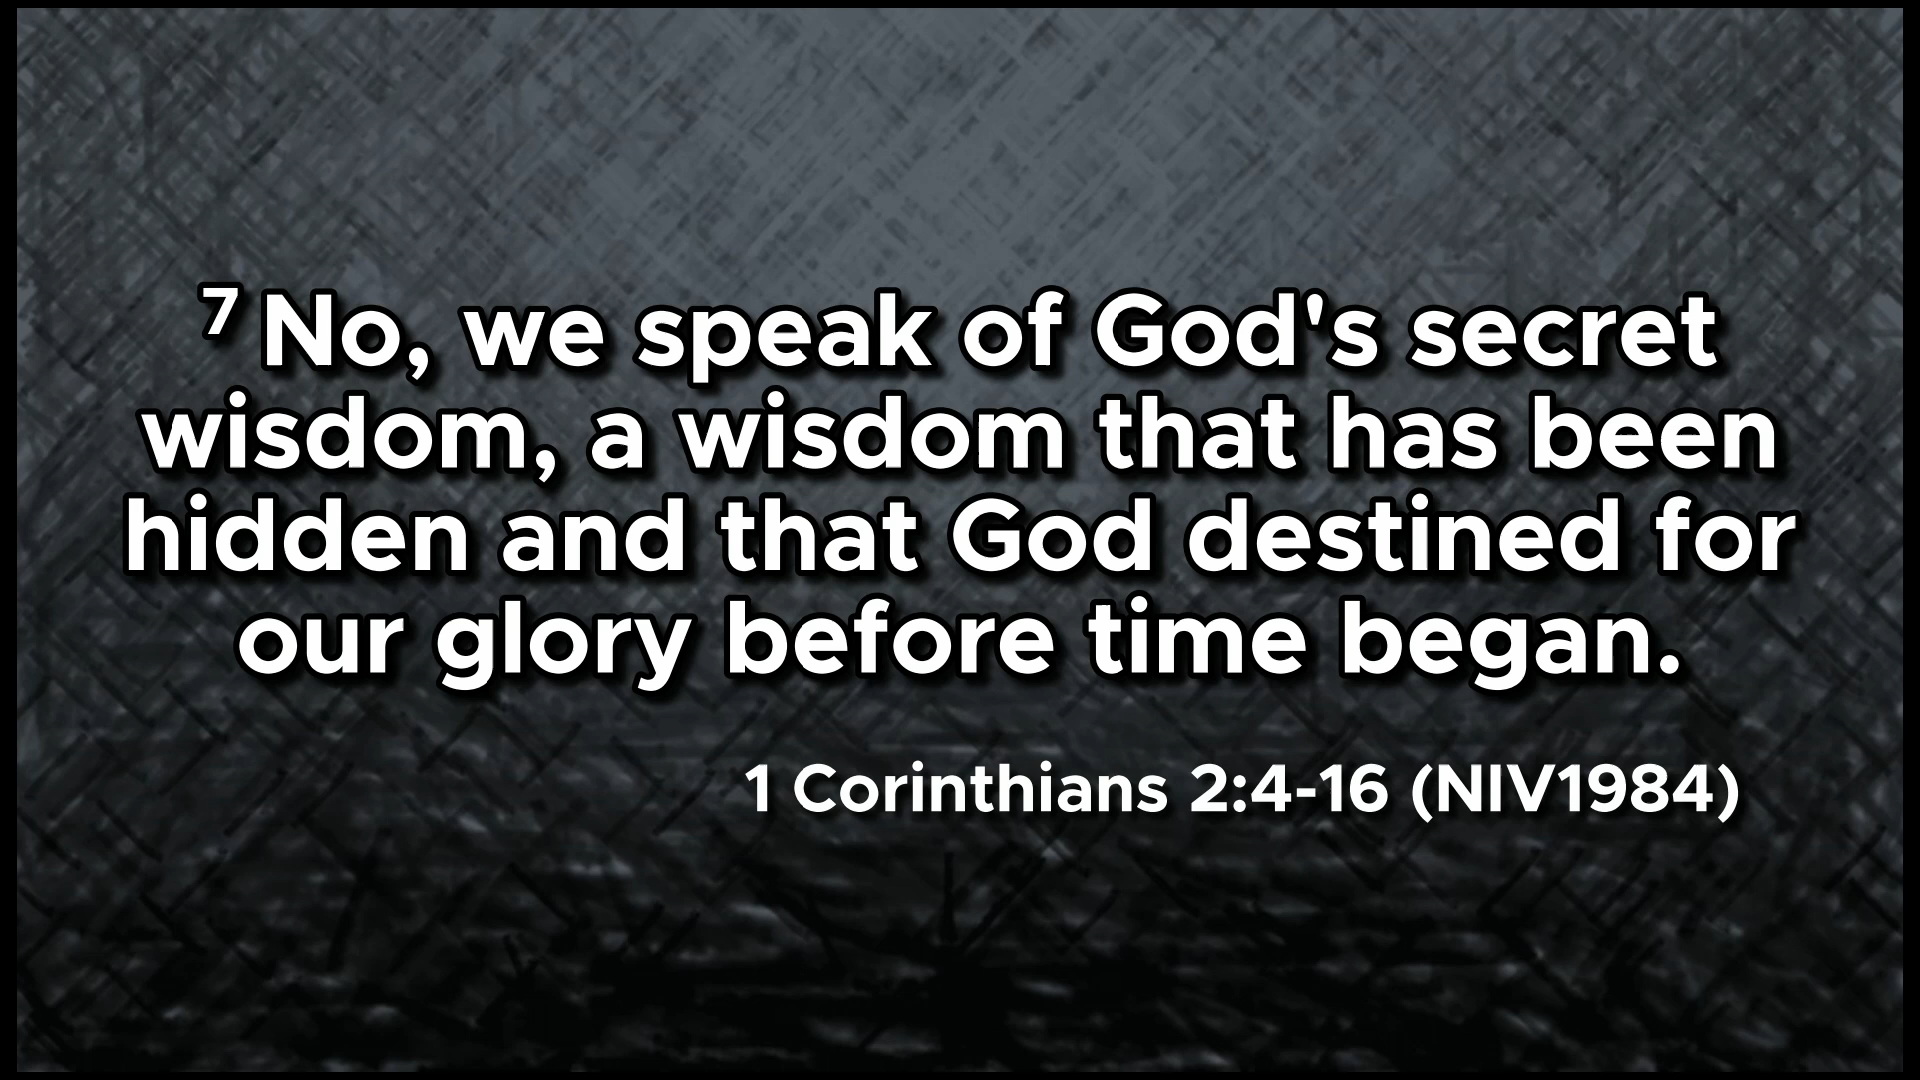 7 No, we speak of God's secret
wisdom, a wisdom that has been
hidden and that God destined for
our glory before time began.
1 Corinthians 2:4-16 (NIV1984)